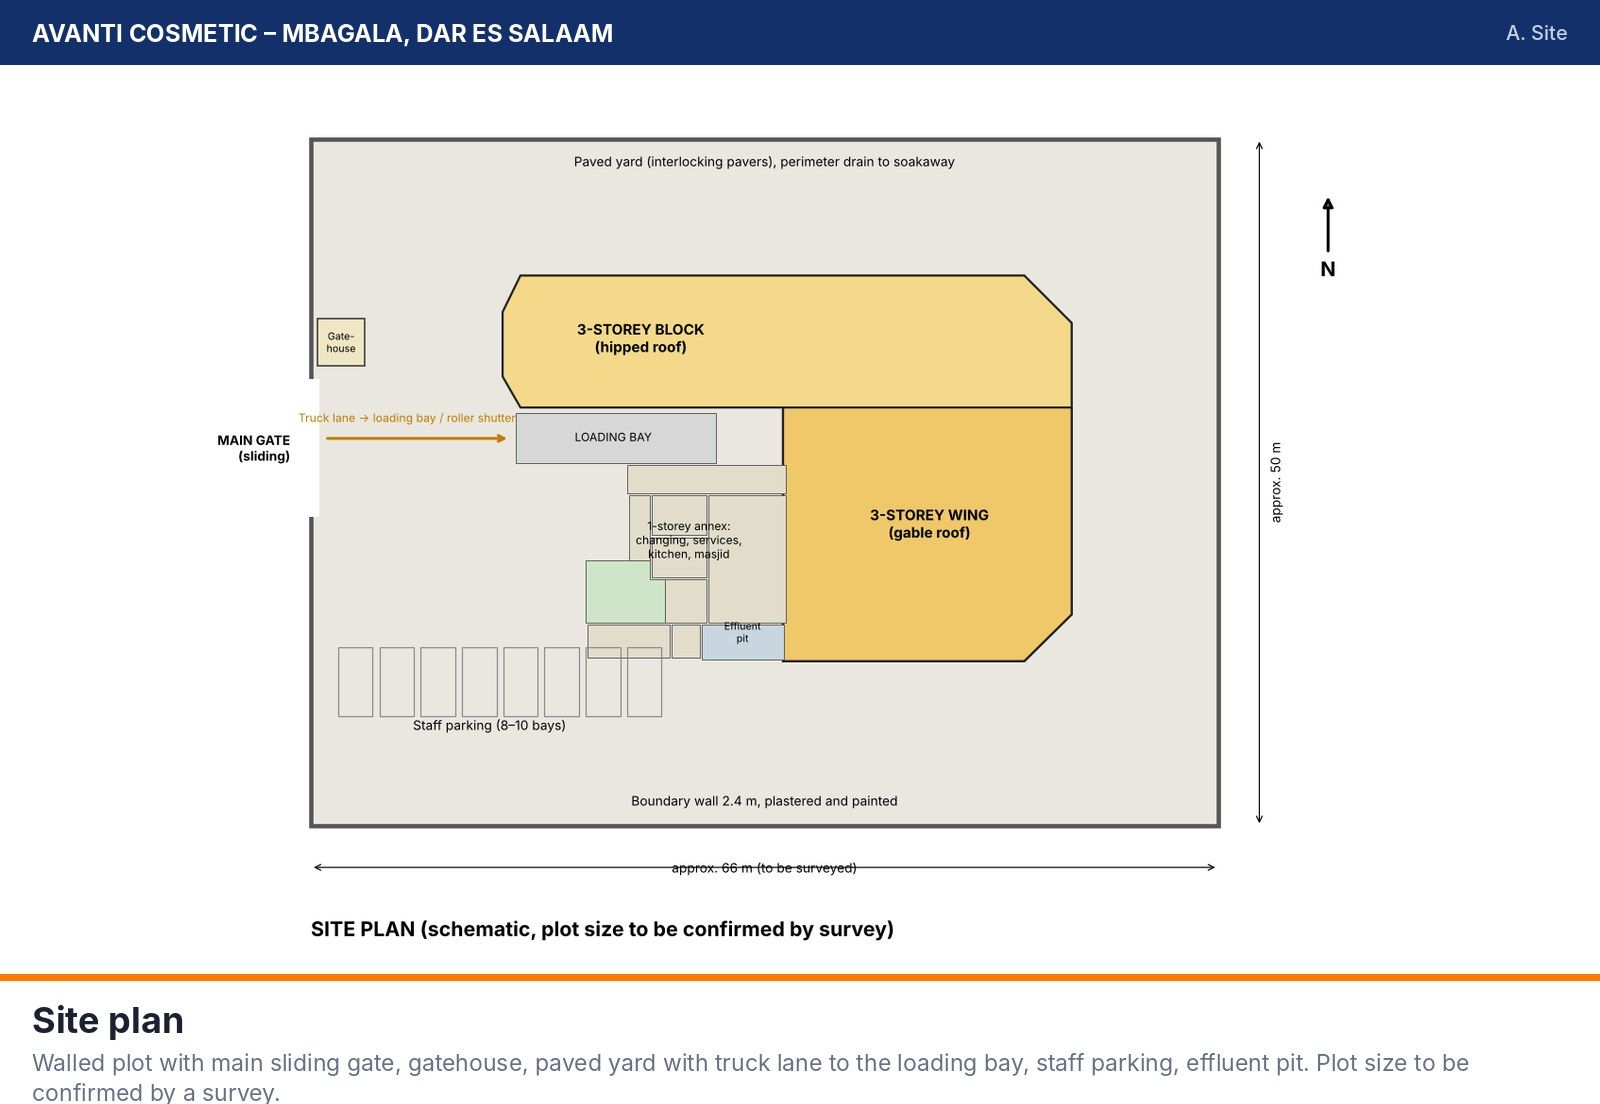 AVANTI COSMETIC – MBAGALA, DAR ES SALAAM
A. Site
Paved yard (interlocking pavers), perimeter drain to soakaway
N
Gate-
house
3-STOREY BLOCK
(hipped roof)
Truck lane → loading bay / roller shutter
MAIN GATE
(sliding)
LOADING BAY
approx. 50 m
1-storey annex:
changing, services,
kitchen, masjid
3-STOREY WING
(gable roof)
Effluent
pit
Staff parking (8–10 bays)
Boundary wall 2.4 m, plastered and painted
approx. 66 m (to be surveyed)
SITE PLAN (schematic, plot size to be confirmed by survey)
Site plan
Walled plot with main sliding gate, gatehouse, paved yard with truck lane to the loading bay, staff parking, effluent pit. Plot size to be
confirmed by a survey.